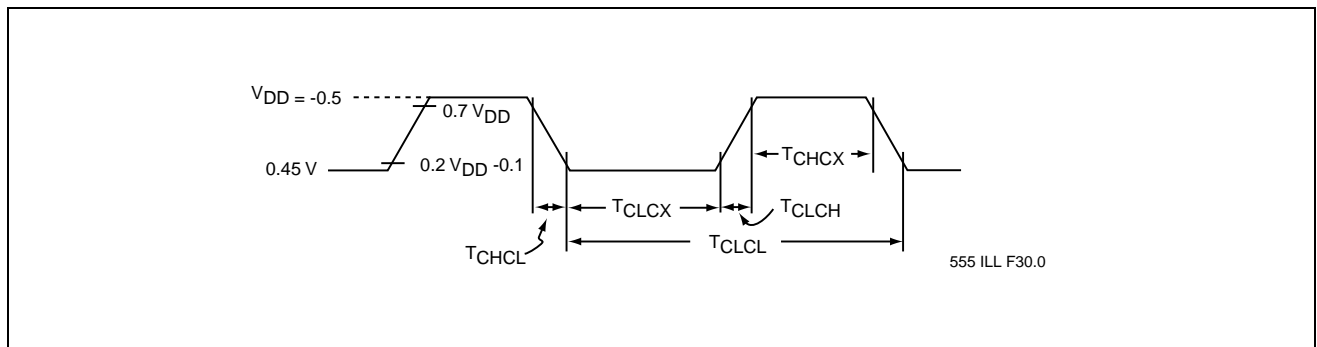 VDD = -0.5
0.7 VDD
0.45 V
0.2 VDD -0.1
TCHCX
TCLCX
TCLCH
TCHCL
TCLCL
555 ILL F30.0